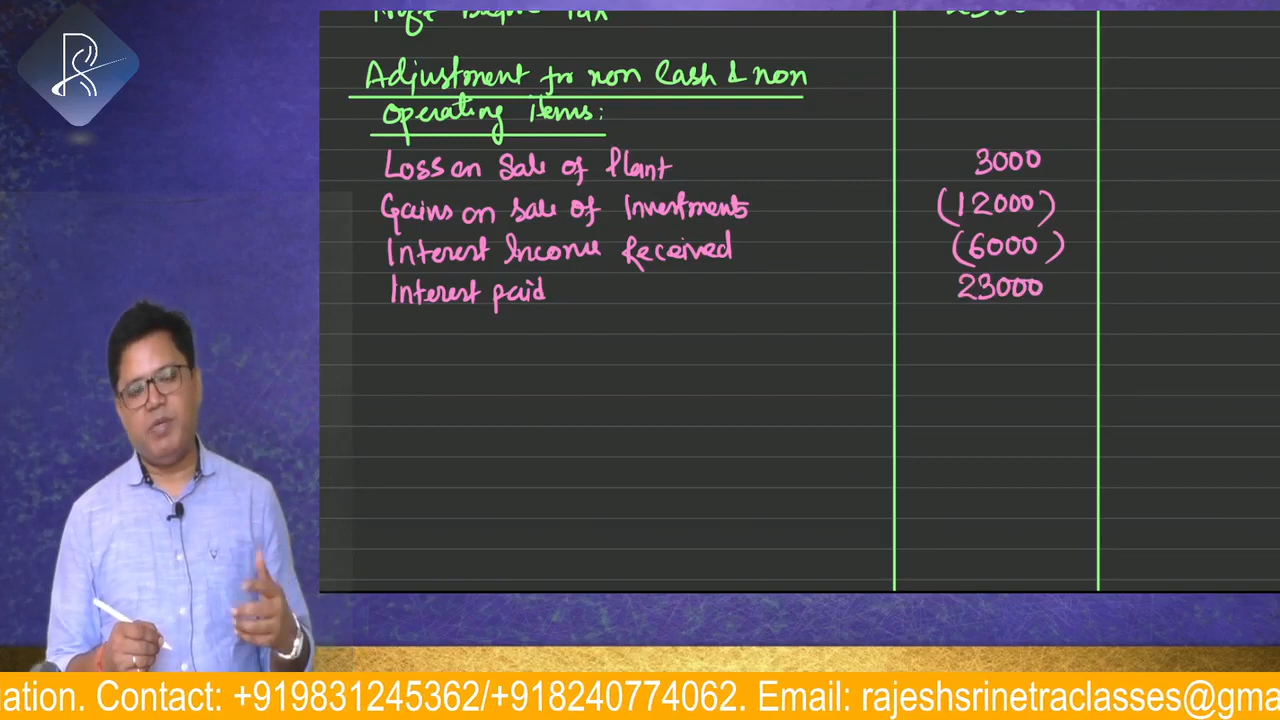 Adjustment for non Cash & non
Operating items:
Loss on Sale of Plant 3000
Gains on Sale of Investments (12000)
Interest Income Received (6000)
Interest paid 23000
Contact: +919831245362/+918240774062. Email: rajeshsrinetraclasses@gma